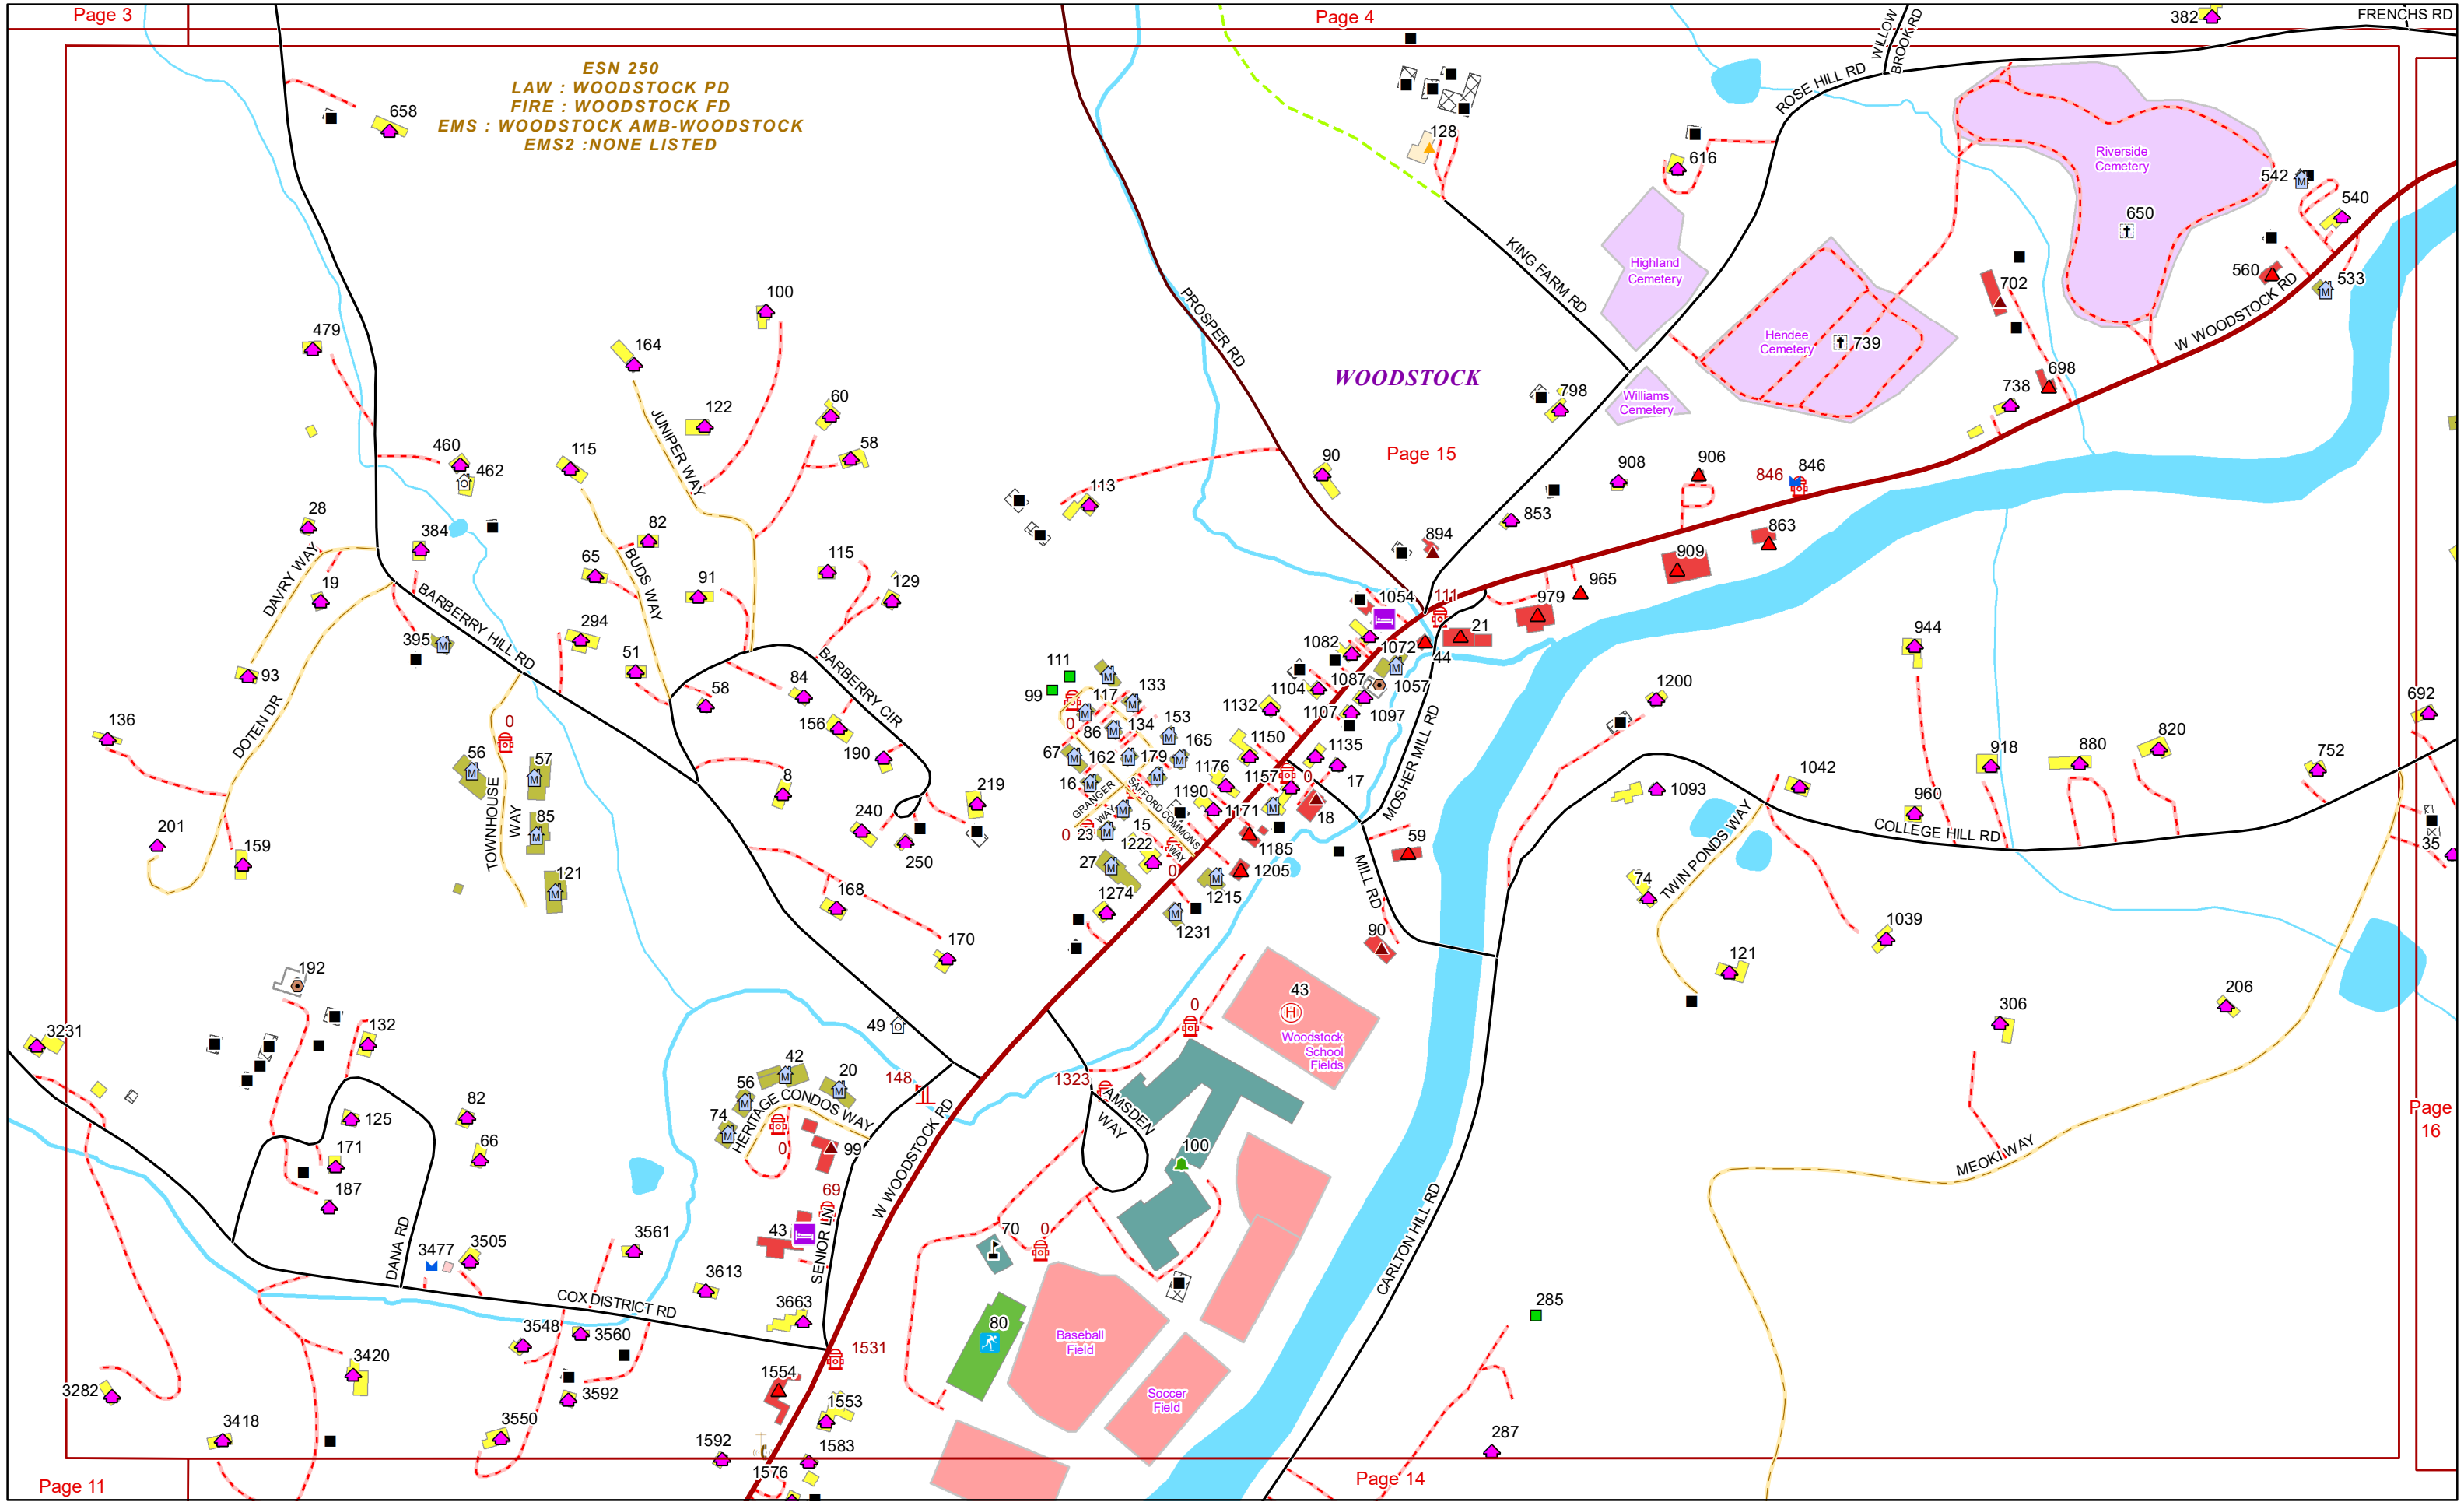 Page 3
Page 4
382
FRENCHS RD
WILLOW
BROOK RD
ESN 250
LAW : WOODSTOCK PD
FIRE : WOODSTOCK FD
EMS : WOODSTOCK AMB-WOODSTOCK
EMS2 :NONE LISTED
658
128
616
ROSE HILL RD
Riverside
Cemetery
650
542
540
560
533
W WOODSTOCK RD
KING FARM RD
Highland
Cemetery
Hendee
Cemetery
739
702
698
738
PROSPER RD
WOODSTOCK
Williams
Cemetery
798
Page 15
100
479
164
122
60
58
JUNIPER WAY
115
460
462
90
113
908
906
846
846
853
863
909
894
965
979
28
384
DAVRY WAY
19
82
65
BUDS WAY
91
115
129
BARBERRY HILL RD
395
294
51
93
58
84
BARBERRY CIR
156
190
136
DOTEN DR
0
56
57
TOWNHOUSE
WAY
85
121
201
159
8
219
240
250
168
170
111
99
117
133
0
86
134
153
67
162
179
165
16
GRANGER
WAY
SAFFORD COMMONS
WAY
0
23
15
27
1222
0
1274
1054
111
1082
1072
21
44
1104
1087
1057
1132
1107
1097
1150
1135
1176
1157
0
17
1190
1171
18
1185
1205
1215
1231
MOSHER MILL RD
59
MILL RD
90
944
1200
692
918
880
820
752
1093
1042
960
COLLEGE HILL RD
35
TWIN PONDS WAY
74
121
1039
306
206
MEOKI WAY
192
3231
132
125
82
66
171
187
DANA RD
49
42
20
148
56
74
HERITAGE CONDOS WAY
0
99
69
43
SENIOR LN
W WOODSTOCK RD
0
43
Woodstock
School
Fields
1323
AMSDEN
WAY
100
70
0
80
Baseball
Field
Soccer
Field
CARLTON HILL RD
285
287
3477
3505
3561
3613
3663
COX DISTRICT RD
3548
3560
3420
3282
3592
3418
3550
1531
1554
1553
1592
1583
1576
Page
16
Page 11
Page 14